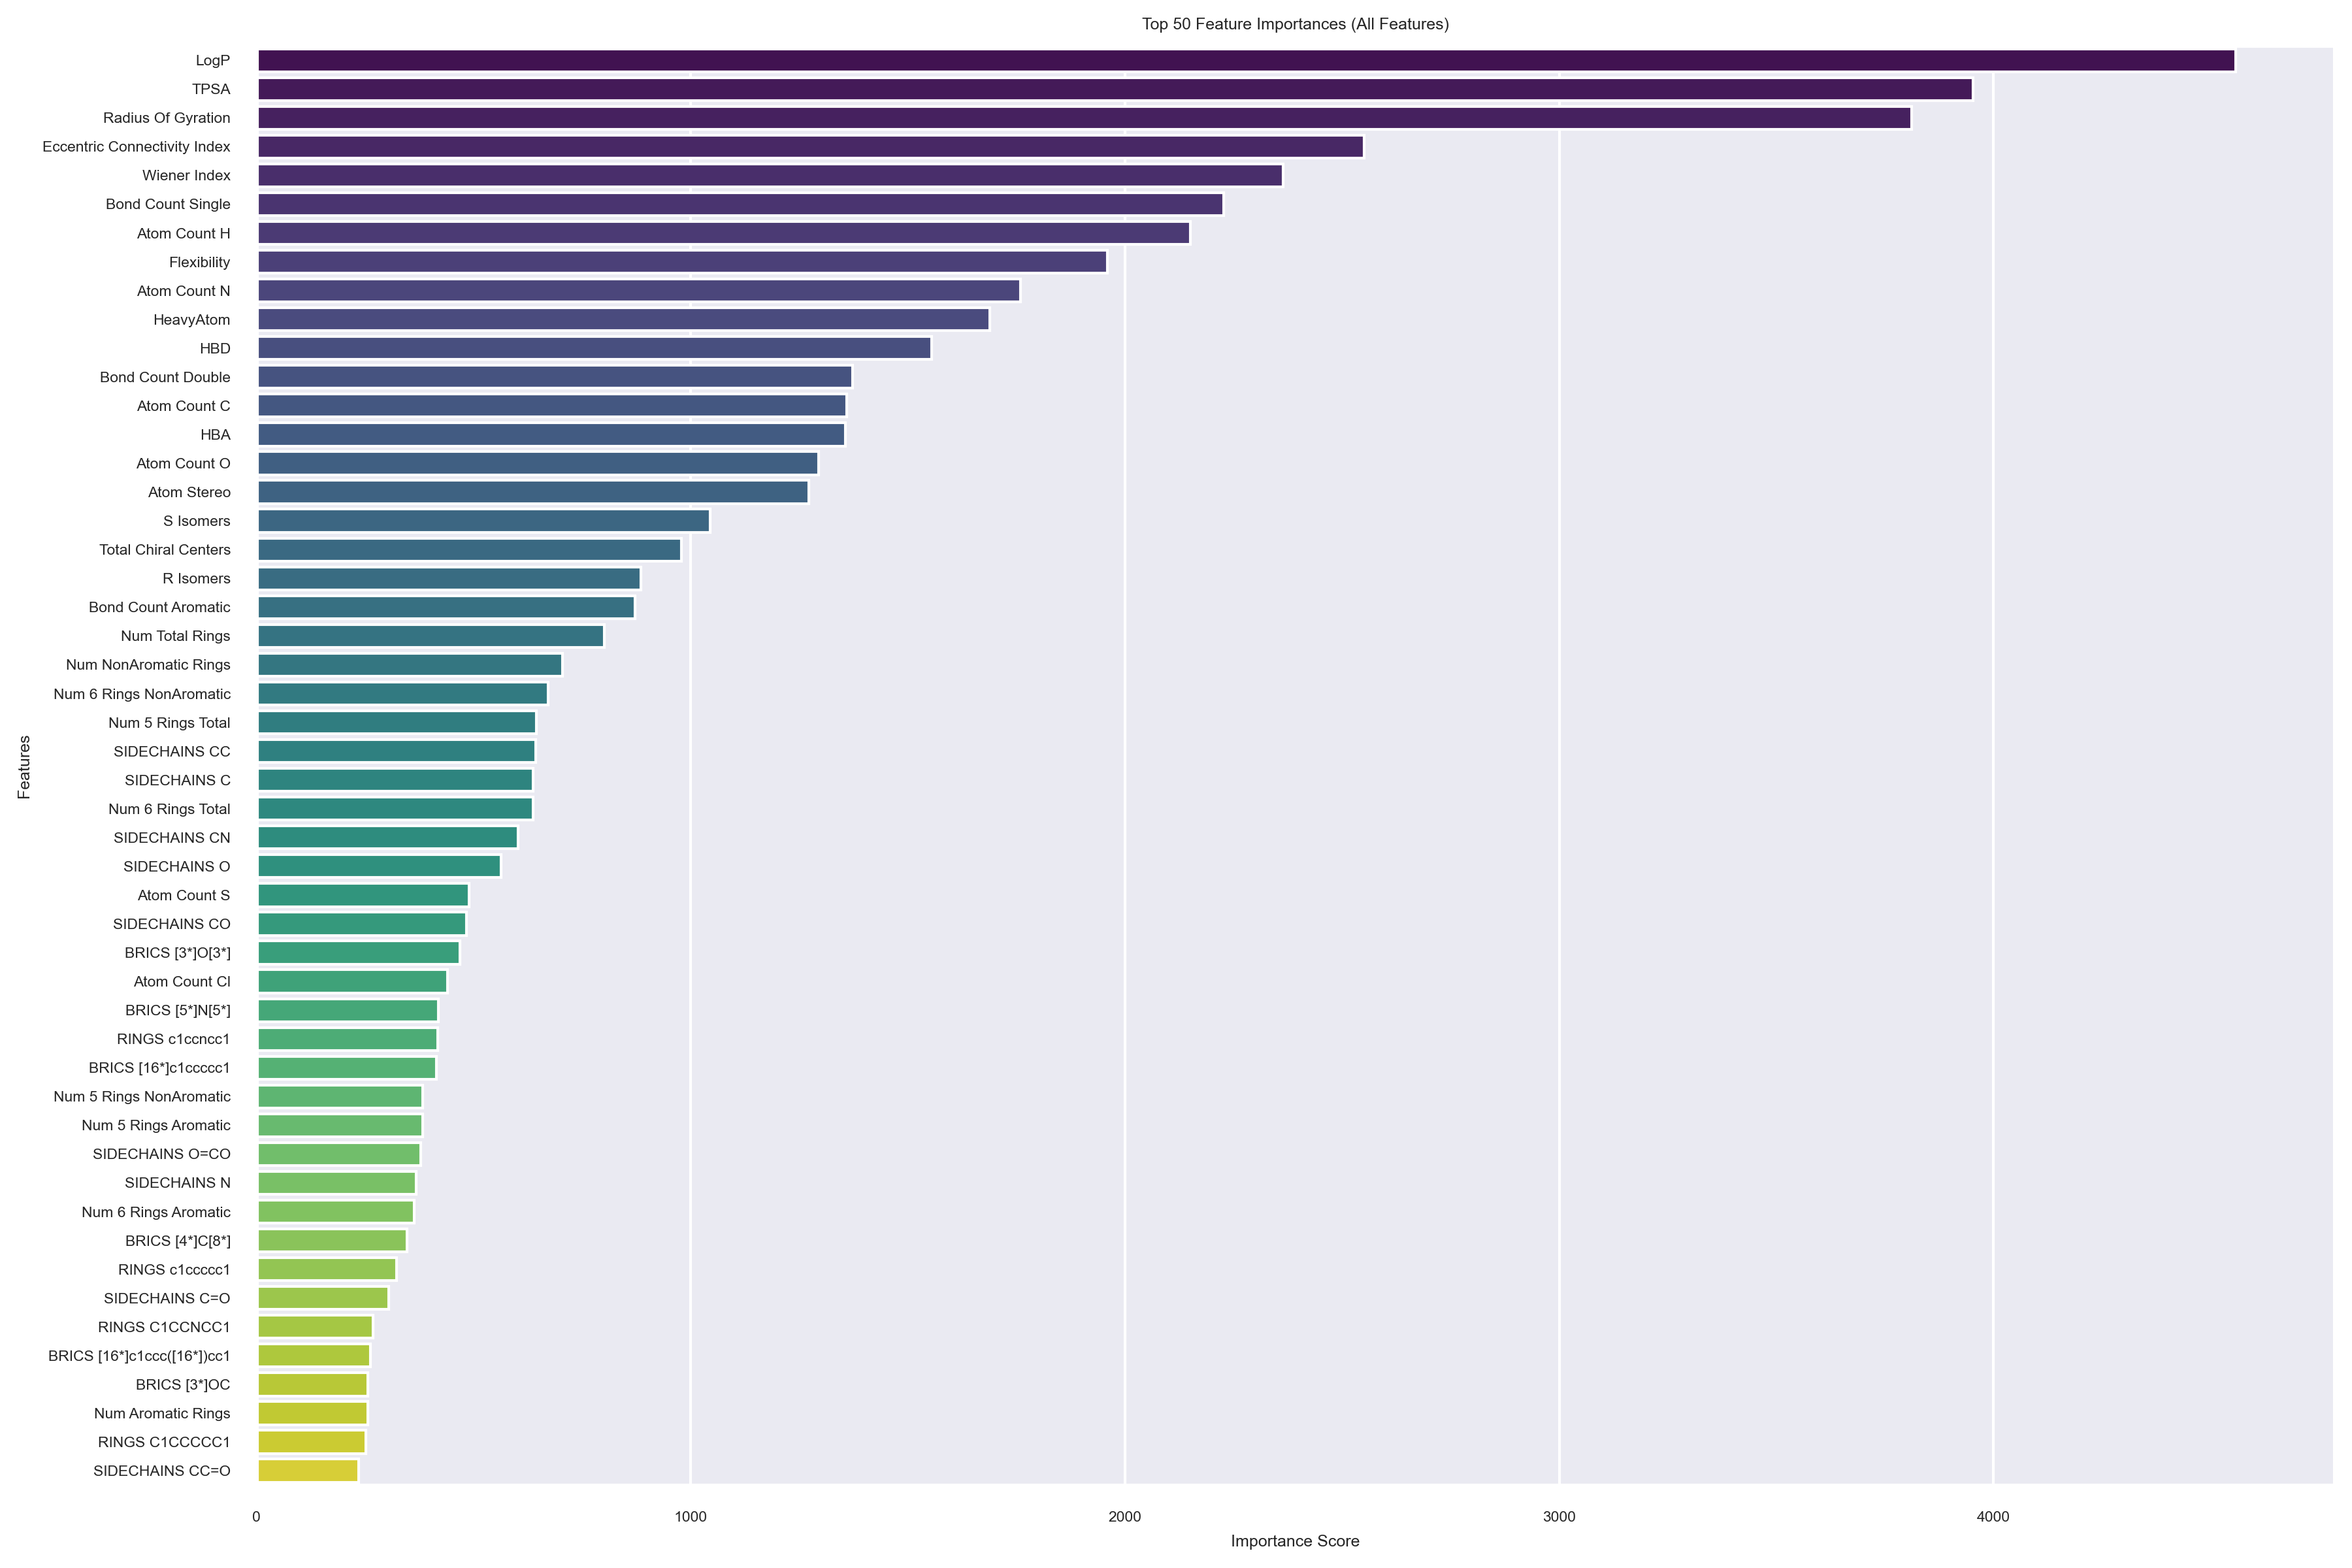 Top 50 Feature Importances (All Features)
LogP
TPSA
Radius Of Gyration
Eccentric Connectivity Index
Wiener Index
Bond Count Single
Atom Count H
Flexibility
Atom Count N
HeavyAtom
HBD
Bond Count Double
Atom Count C
HBA
Atom Count O
Atom Stereo
S Isomers
Total Chiral Centers
R Isomers
Bond Count Aromatic
Num Total Rings
Num NonAromatic Rings
Num 6 Rings NonAromatic
Num 5 Rings Total
SIDECHAINS CC
SIDECHAINS C
Num 6 Rings Total
SIDECHAINS CN
SIDECHAINS O
Atom Count S
SIDECHAINS CO
BRICS [3*]O[3*]
Atom Count Cl
BRICS [5*]N[5*]
RINGS c1ccncc1
BRICS [16*]c1ccccc1
Num 5 Rings NonAromatic
Num 5 Rings Aromatic
SIDECHAINS O=CO
SIDECHAINS N
Num 6 Rings Aromatic
BRICS [4*]C[8*]
RINGS c1ccccc1
SIDECHAINS C=O
RINGS C1CCNCC1
BRICS [16*]c1ccc([16*])cc1
BRICS [3*]OC
Num Aromatic Rings
RINGS C1CCCCC1
SIDECHAINS CC=O
Features
0 1000 2000 3000 4000
Importance Score